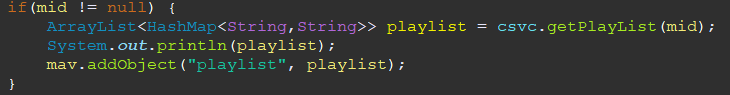 if(mid != null) {
    ArrayList<HashMap<String,String>> playlist = csvc.getPlayList(mid);
    System.out.println(playlist);
    mav.addObject("playlist", playlist);
}